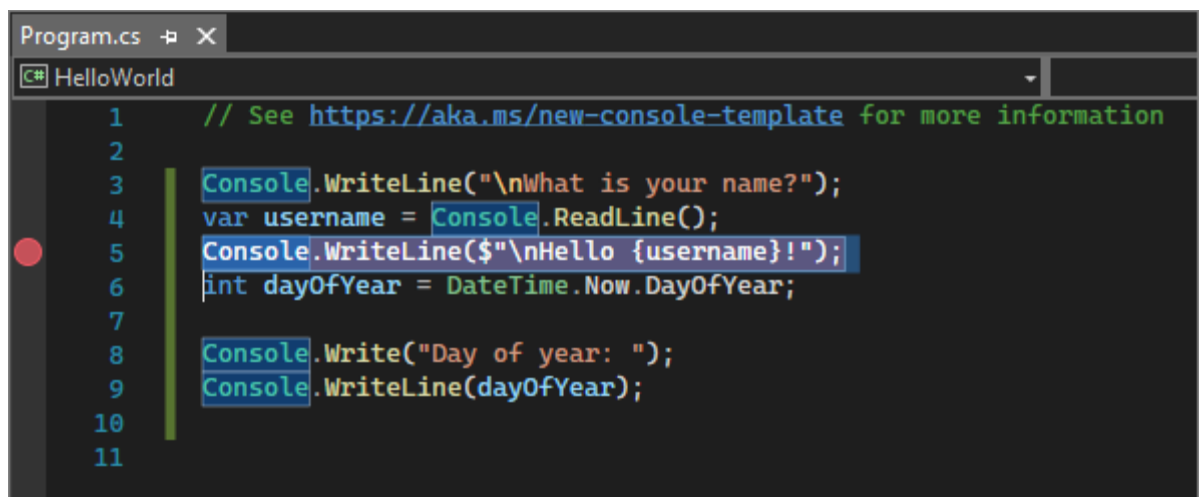 Program.cs
C# HelloWorld
1 // See https://aka.ms/new-console-template for more information
2
3 Console.WriteLine("\nWhat is your name?");
4 var username = Console.ReadLine();
5 Console.WriteLine($"\nHello {username}!");
6 int dayOfYear = DateTime.Now.DayOfYear;
7
8 Console.Write("Day of year: ");
9 Console.WriteLine(dayOfYear);
10
11